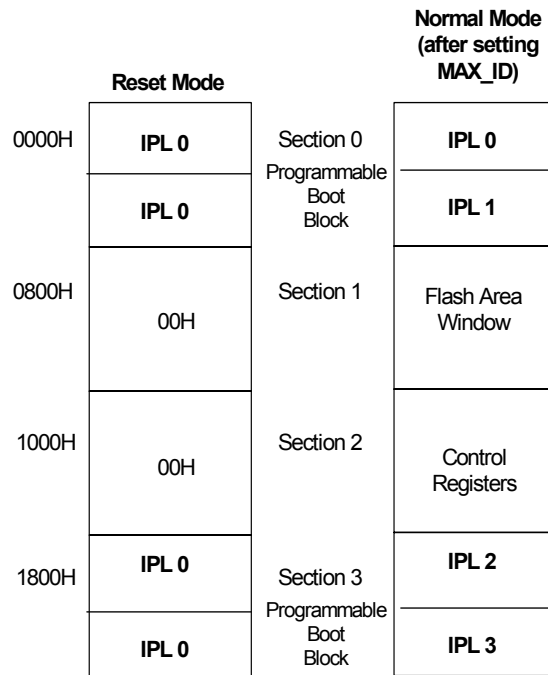 Normal Mode
(after setting
MAX_ID)
Reset Mode
0000H
IPL 0
Section 0
IPL 0
Programmable
Boot
Block
IPL 0
IPL 1
0800H
00H
Section 1
Flash Area
Window
1000H
00H
Section 2
Control
Registers
1800H
IPL 0
Section 3
IPL 2
Programmable
Boot
Block
IPL 0
IPL 3